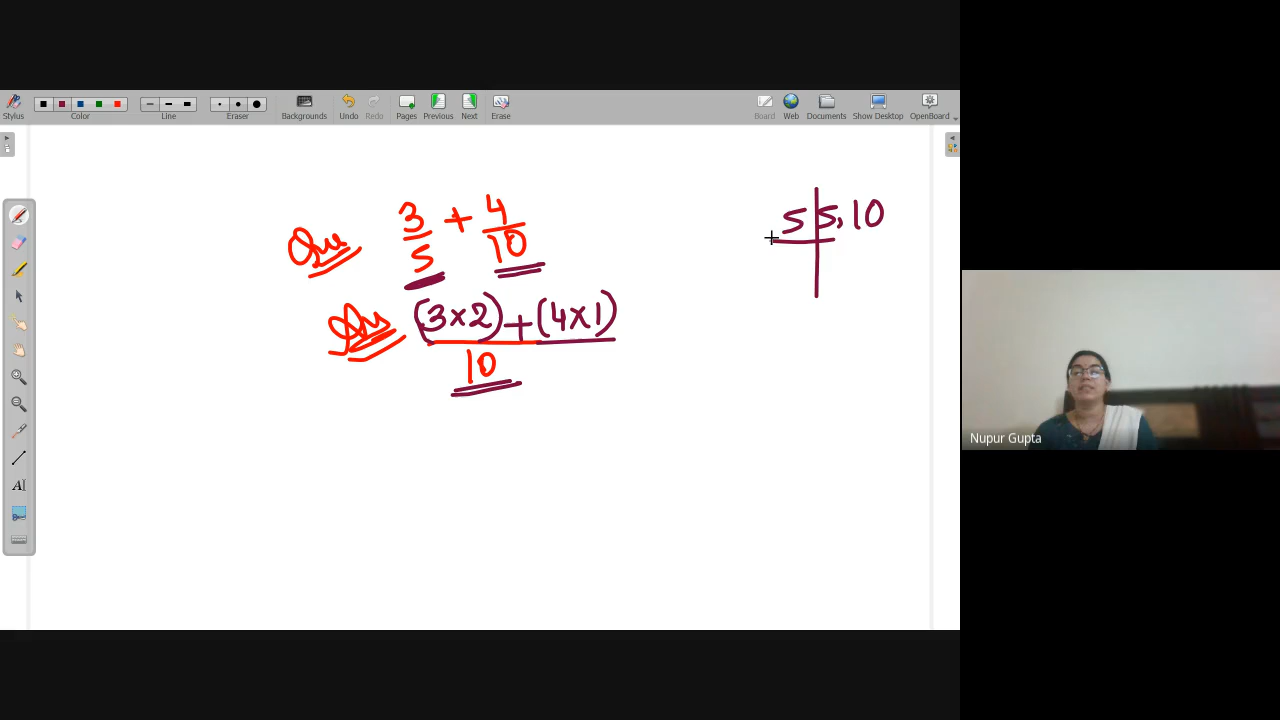 Stylus Color Line Eraser Backgrounds Undo Redo Pages Previous Next Erase Board Web Documents Show Desktop OpenBoard
Qus 3/5 + 4/10
5 | 5, 10
Ans (3×2)+(4×1)
10
Nupur Gupta